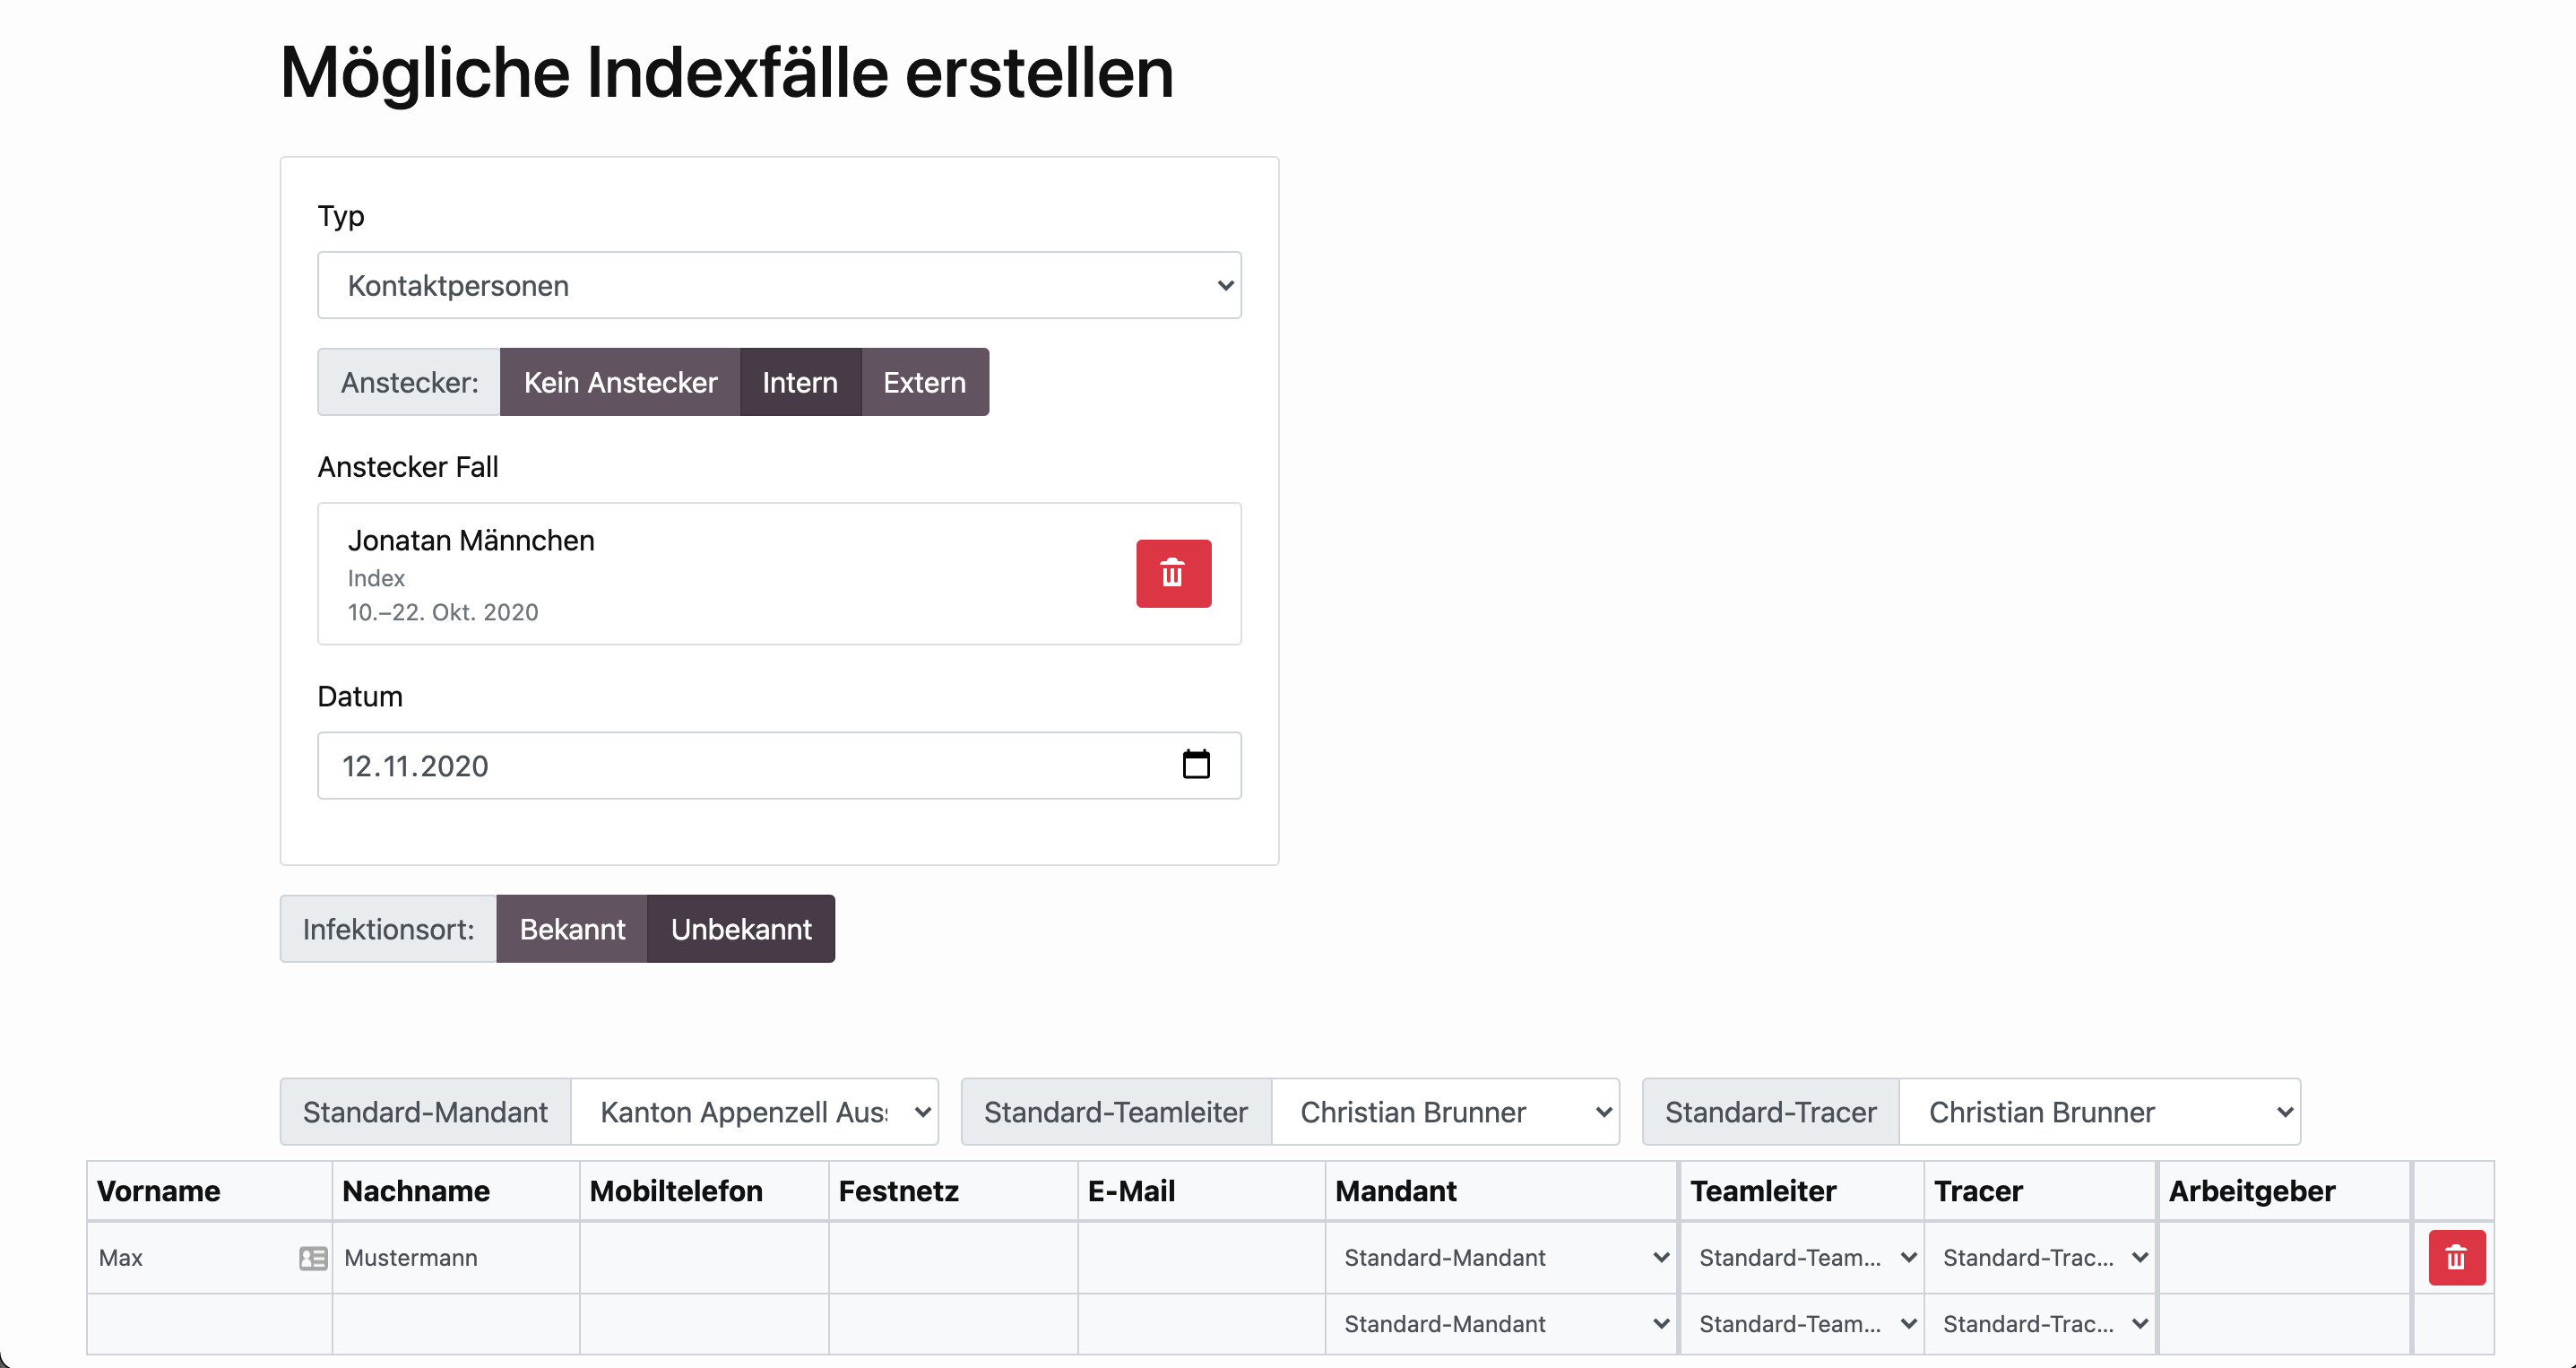 Mögliche Indexfälle erstellen
Typ
Kontaktpersonen
Anstecker: Kein Anstecker Intern Extern
Anstecker Fall
Jonatan Männchen
Index
10.–22. Okt. 2020
Datum
12.11.2020
Infektionsort: Bekannt Unbekannt
Standard-Mandant Kanton Appenzell Aus Standard-Teamleiter Christian Brunner Standard-Tracer Christian Brunner
Vorname Nachname Mobiltelefon Festnetz E-Mail Mandant Teamleiter Tracer Arbeitgeber
Max Mustermann Standard-Mandant Standard-Team... Standard-Trac...
Standard-Mandant Standard-Team... Standard-Trac...